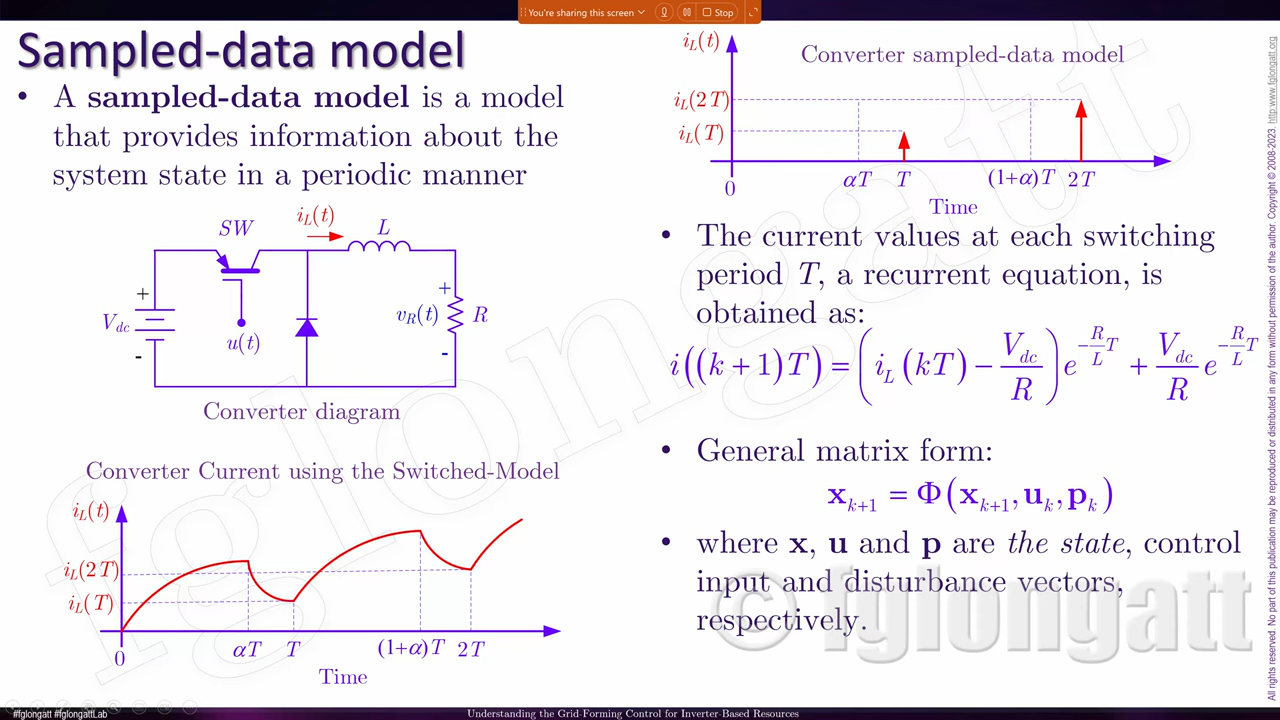 You're sharing this screen
Stop
Sampled-data model
• A sampled-data model is a model
that provides information about the
system state in a periodic manner
i_L(t)
SW
L
+
V_dc
-
u(t)
+
v_R(t)
-
R
Converter diagram
Converter Current using the Switched-Model
i_L(t)
i_L(2T)
i_L(T)
0
αT
T
(1+α)T
2T
Time
i_L(t)
Converter sampled-data model
i_L(2T)
i_L(T)
0
αT
T
(1+α)T
2T
Time
• The current values at each switching
period T, a recurrent equation, is
obtained as:
i((k+1)T) = (i_L(kT) − V_dc/R) e^(−(R/L)T) + V_dc/R e^(−(R/L)T)
• General matrix form:
x_{k+1} = Φ(x_{k+1}, u_k, p_k)
• where x, u and p are the state, control
input and disturbance vectors,
respectively.
© fglongatt
fglongatt
All rights reserved. No part of this publication may be reproduced or distributed in any form without permission of the author. Copyright © 2008-2023. http:www.fglongatt.org
#fglongatt #fglongattLab
Understanding the Grid-Forming Control for Inverter-Based Resources